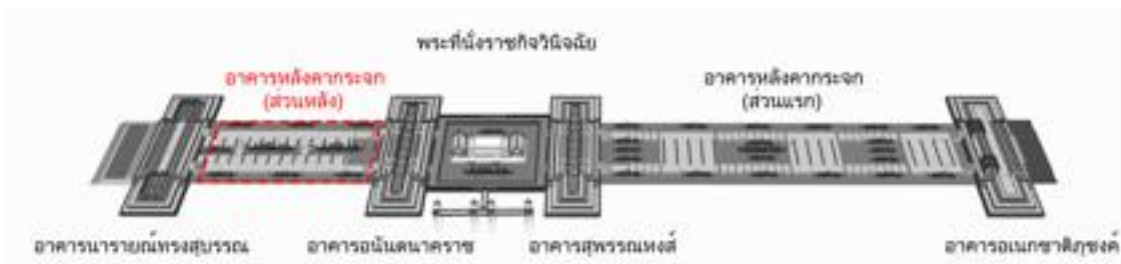 พระที่นั่งราชกิจวินิจฉัย
อาคารหลังคากระจก
(ส่วนหลัง)
อาคารหลังคากระจก
(ส่วนแรก)
อาคารนารายณ์ทรงสุบรรณ
อาคารอนันตนาคราช
อาคารสุพรรณหงส์
อาคารอเนกชาติภุชงค์